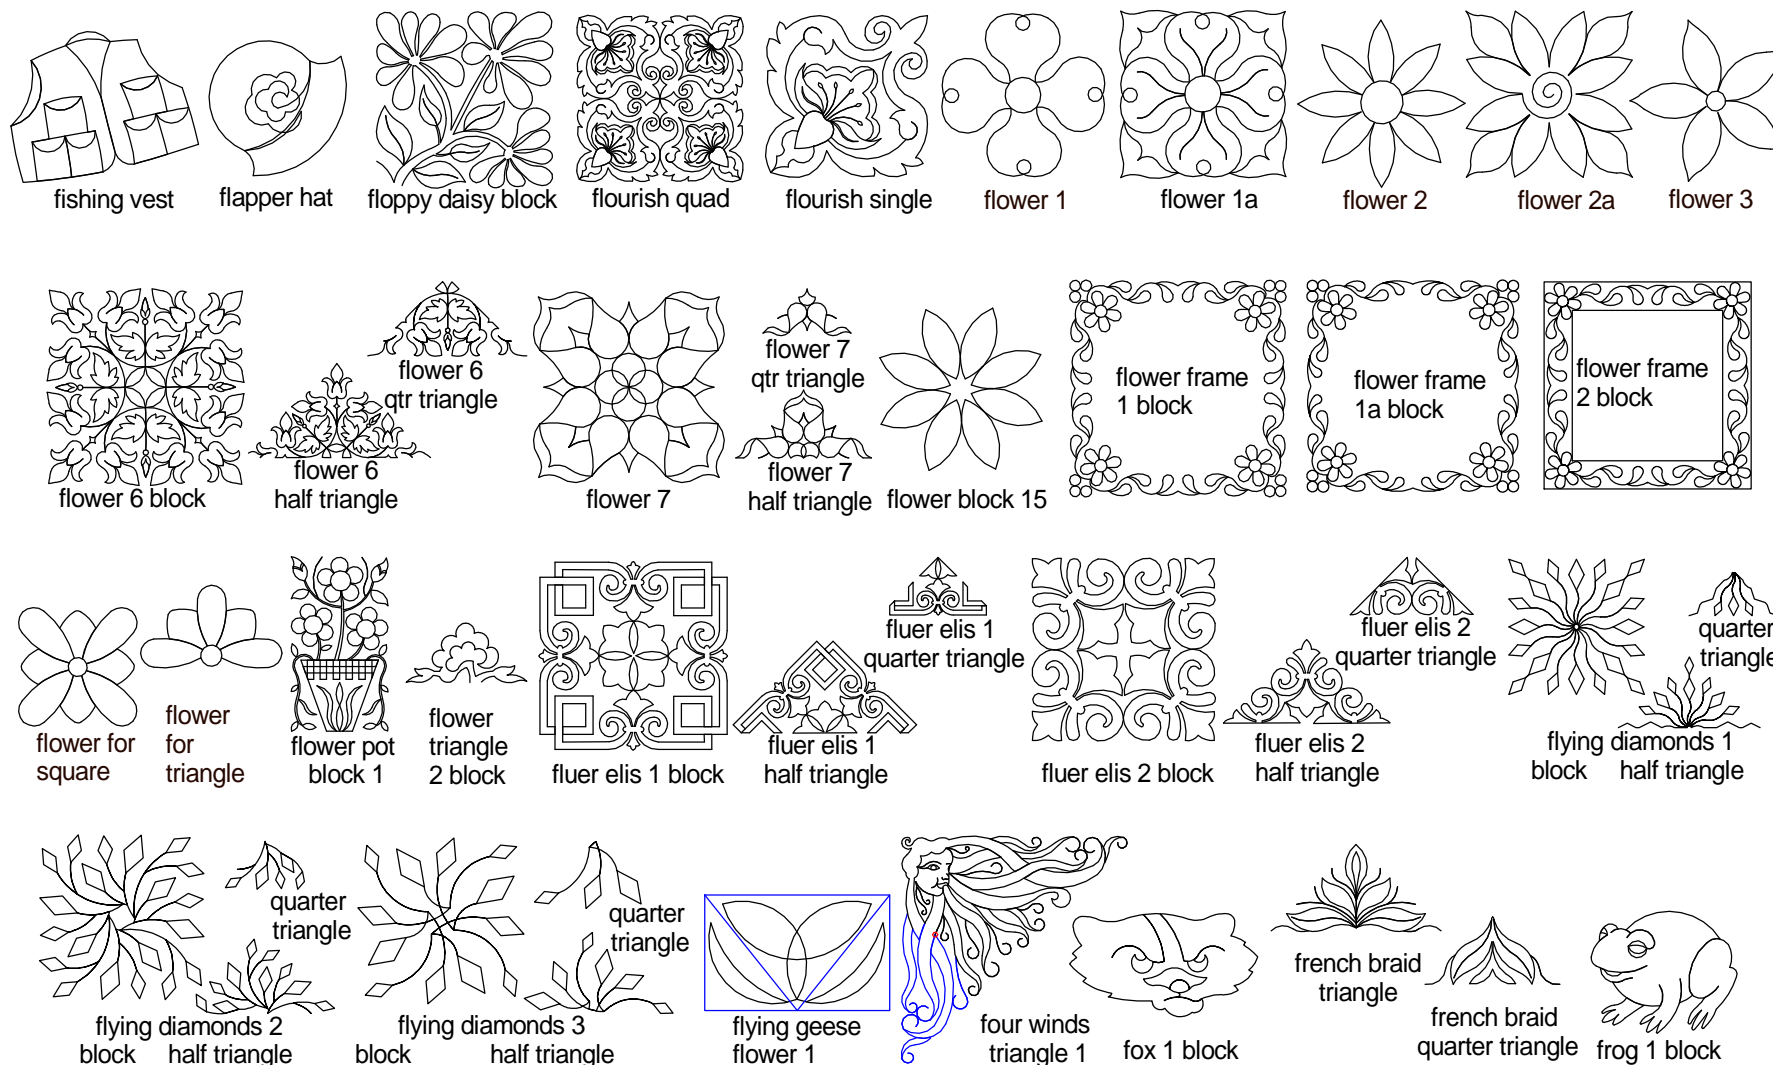 fishing vest
flapper hat
floppy daisy block
flourish quad
flourish single
flower 1
flower 1a
flower 2
flower 2a
flower 3
flower 6 block
flower 6
half triangle
flower 6
qtr triangle
flower 7
flower 7
qtr triangle
flower 7
half triangle
flower block 15
flower frame
1 block
flower frame
1a block
flower frame
2 block
flower for
square
flower
for
triangle
flower pot
block 1
flower
triangle
2 block
fluer elis 1 block
fluer elis 1
half triangle
fluer elis 1
quarter triangle
fluer elis 2 block
fluer elis 2
half triangle
fluer elis 2
quarter triangle
flying diamonds 1
block half triangle
quarter
triangle
flying diamonds 2
block half triangle
quarter
triangle
flying diamonds 3
block half triangle
quarter
triangle
flying geese
flower 1
four winds
triangle 1
fox 1 block
french braid
triangle
french braid
quarter triangle
frog 1 block